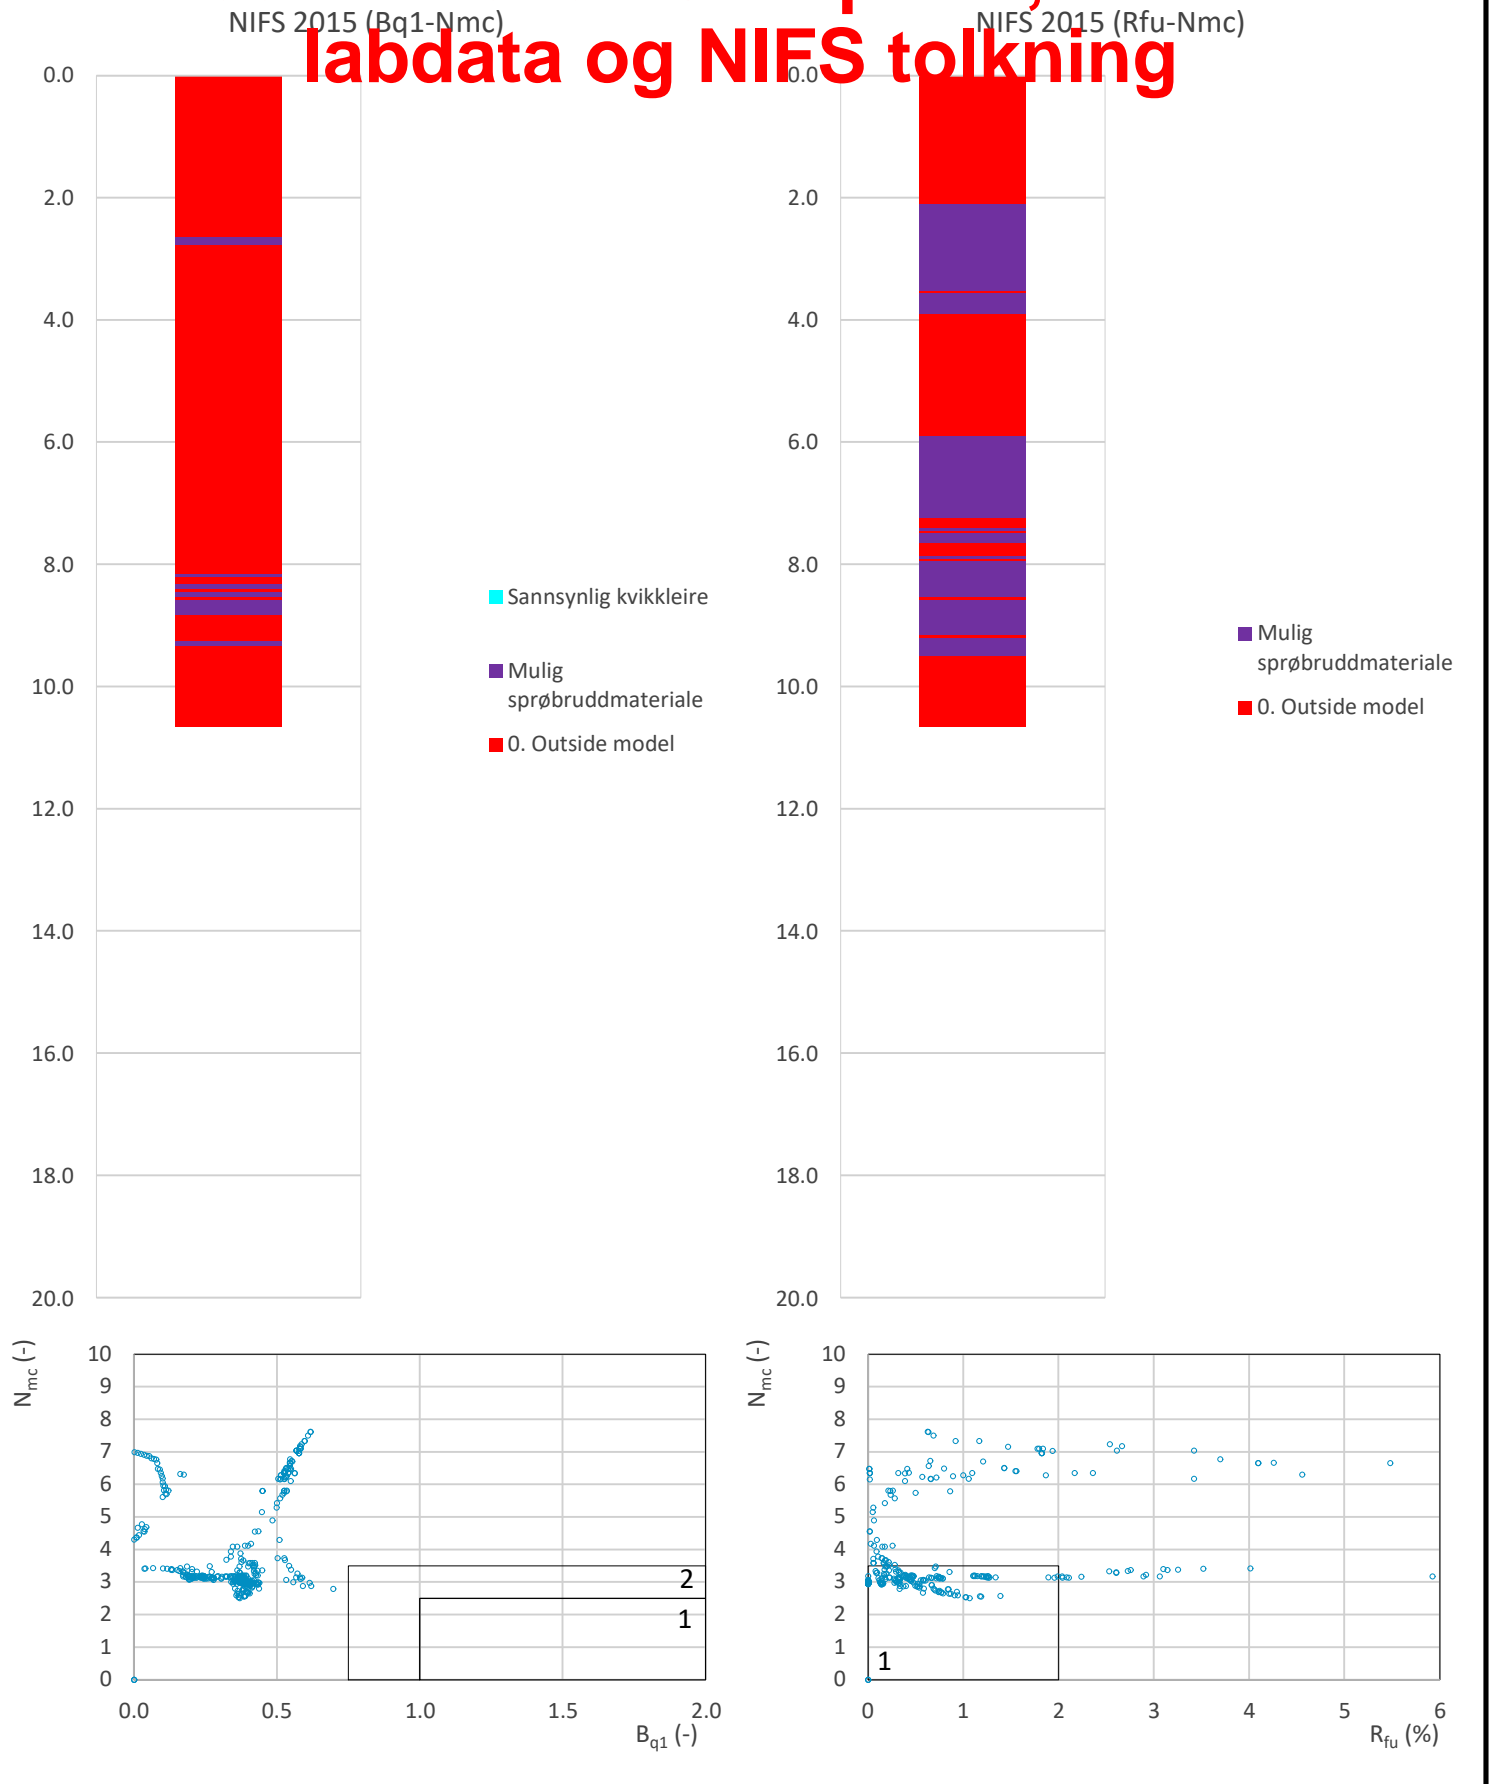 NIFS 2015 (Bq1-Nmc)
NIFS 2015 (Rfu-Nmc)
labdata og NIFS tolkning
0.0
2.0
4.0
6.0
8.0
10.0
12.0
14.0
16.0
18.0
20.0
Sannsynlig kvikkleire
Mulig
sprøbruddmateriale
0. Outside model
0.0
2.0
4.0
6.0
8.0
10.0
12.0
14.0
16.0
18.0
20.0
Mulig
sprøbruddmateriale
0. Outside model
Nmc (-)
10
9
8
7
6
5
4
3
2
1
0
2
1
0.0 0.5 1.0 1.5 2.0
Bq1 (-)
Nmc (-)
10
9
8
7
6
5
4
3
2
1
0
1
0 1 2 3 4 5 6
Rfu (%)